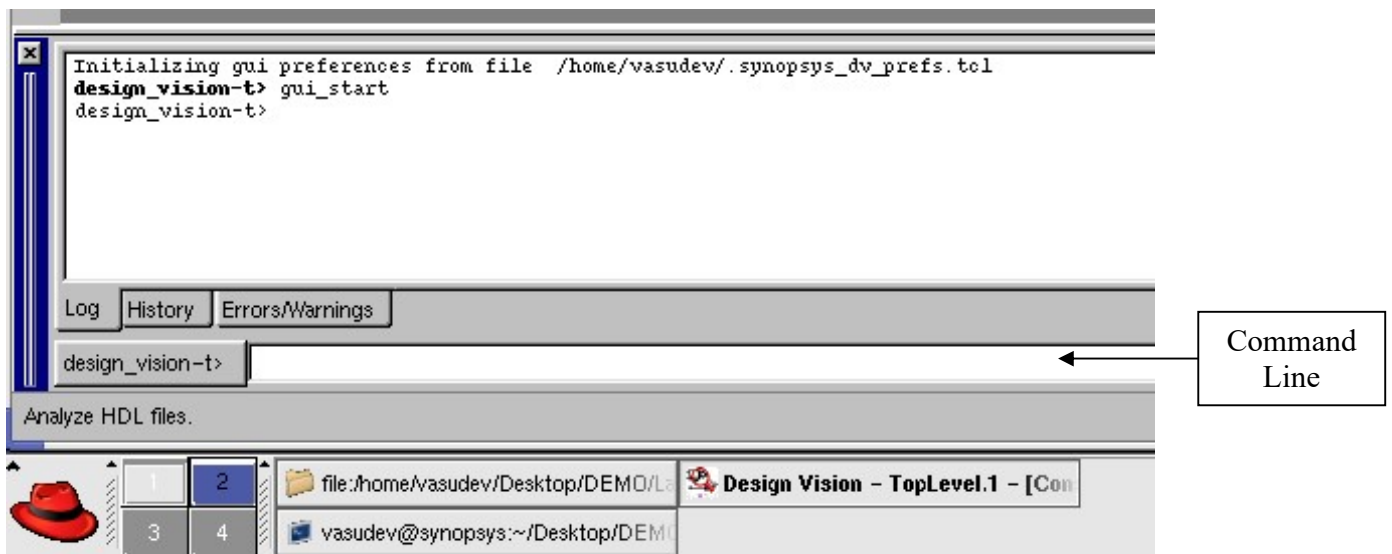 Initializing gui preferences from file  /home/vasudev/.synopsys_dv_prefs.tcl
design_vision-t> gui_start
design_vision-t>
Log History Errors/Warnings
design_vision-t>
Command
Line
Analyze HDL files.
1 2 file:/home/vasudev/Desktop/DEMO/La Design Vision - TopLevel.1 - [Con
3 4 vasudev@synopsys:~/Desktop/DEMO